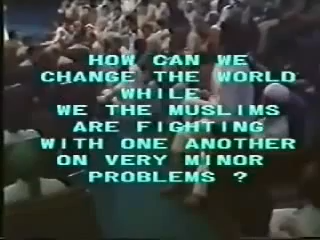 HOW CAN WE
CHANGE THE WORLD
WHILE
WE THE MUSLIMS
ARE FIGHTING
WITH ONE ANOTHER
ON VERY MINOR
PROBLEMS ?